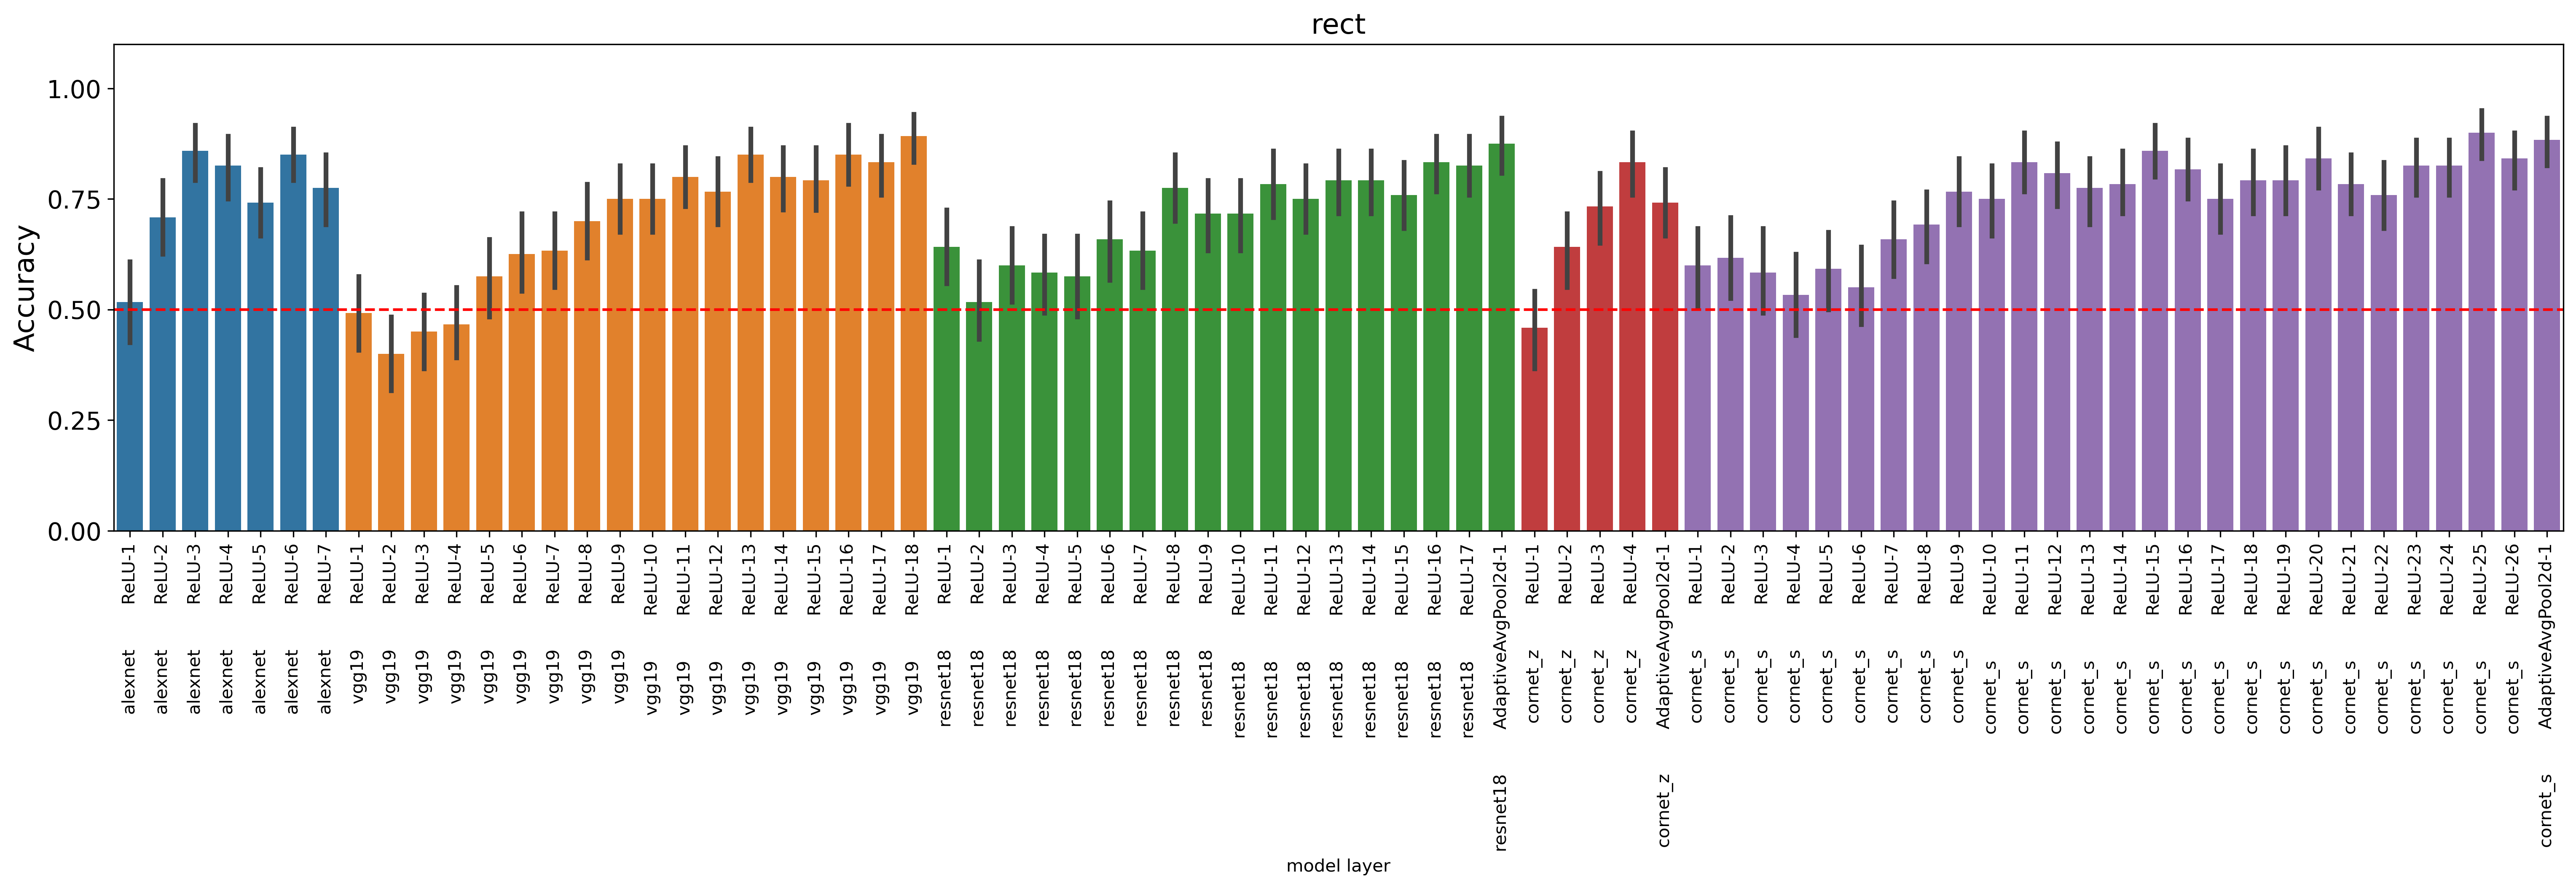 rect
Accuracy
1.00
0.75
0.50
0.25
0.00
ReLU-1 alexnet
ReLU-2 alexnet
ReLU-3 alexnet
ReLU-4 alexnet
ReLU-5 alexnet
ReLU-6 alexnet
ReLU-7 alexnet
ReLU-1 vgg19
ReLU-2 vgg19
ReLU-3 vgg19
ReLU-4 vgg19
ReLU-5 vgg19
ReLU-6 vgg19
ReLU-7 vgg19
ReLU-8 vgg19
ReLU-9 vgg19
ReLU-10 vgg19
ReLU-11 vgg19
ReLU-12 vgg19
ReLU-13 vgg19
ReLU-14 vgg19
ReLU-15 vgg19
ReLU-16 vgg19
ReLU-17 vgg19
ReLU-18 vgg19
ReLU-1 resnet18
ReLU-2 resnet18
ReLU-3 resnet18
ReLU-4 resnet18
ReLU-5 resnet18
ReLU-6 resnet18
ReLU-7 resnet18
ReLU-8 resnet18
ReLU-9 resnet18
ReLU-10 resnet18
ReLU-11 resnet18
ReLU-12 resnet18
ReLU-13 resnet18
ReLU-14 resnet18
ReLU-15 resnet18
ReLU-16 resnet18
ReLU-17 resnet18
AdaptiveAvgPool2d-1 resnet18
ReLU-1 cornet_z
ReLU-2 cornet_z
ReLU-3 cornet_z
ReLU-4 cornet_z
AdaptiveAvgPool2d-1 cornet_z
ReLU-1 cornet_s
ReLU-2 cornet_s
ReLU-3 cornet_s
ReLU-4 cornet_s
ReLU-5 cornet_s
ReLU-6 cornet_s
ReLU-7 cornet_s
ReLU-8 cornet_s
ReLU-9 cornet_s
ReLU-10 cornet_s
ReLU-11 cornet_s
ReLU-12 cornet_s
ReLU-13 cornet_s
ReLU-14 cornet_s
ReLU-15 cornet_s
ReLU-16 cornet_s
ReLU-17 cornet_s
ReLU-18 cornet_s
ReLU-19 cornet_s
ReLU-20 cornet_s
ReLU-21 cornet_s
ReLU-22 cornet_s
ReLU-23 cornet_s
ReLU-24 cornet_s
ReLU-25 cornet_s
ReLU-26 cornet_s
AdaptiveAvgPool2d-1 cornet_s
model layer